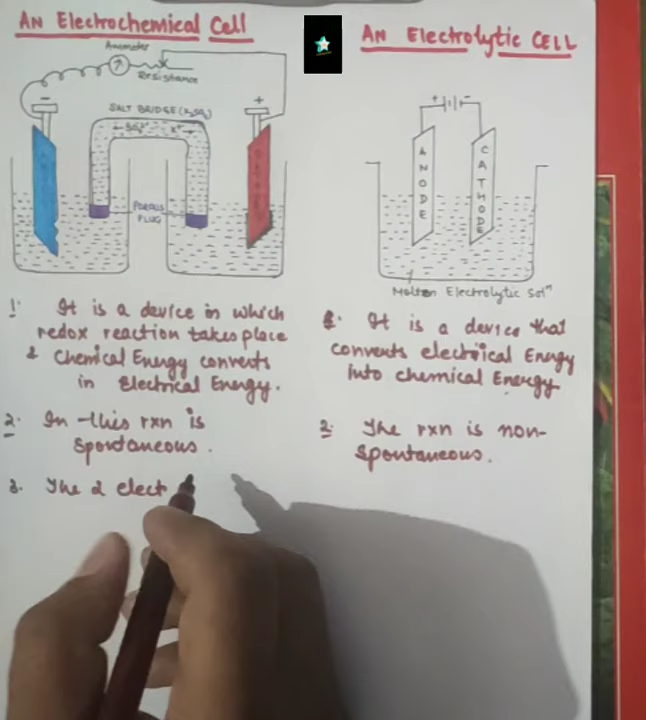 An Electrochemical Cell
An Electrolytic CELL
Ammeter
Resistance
SALT BRIDGE (K₂SO₄)
SO₄²⁻ K⁺
− +
+ −
POROUS
PLUG
ANODE
CATHODE
Molten Electrolytic Solⁿ
1. It is a device in which
redox reaction takes place
& Chemical Energy converts
in Electrical Energy.
2. In this rxn is
Spontaneous.
3. The 2 elect
1. It is a device that
converts electrical Energy
into chemical Energy
2. The rxn is non-
Spontaneous.